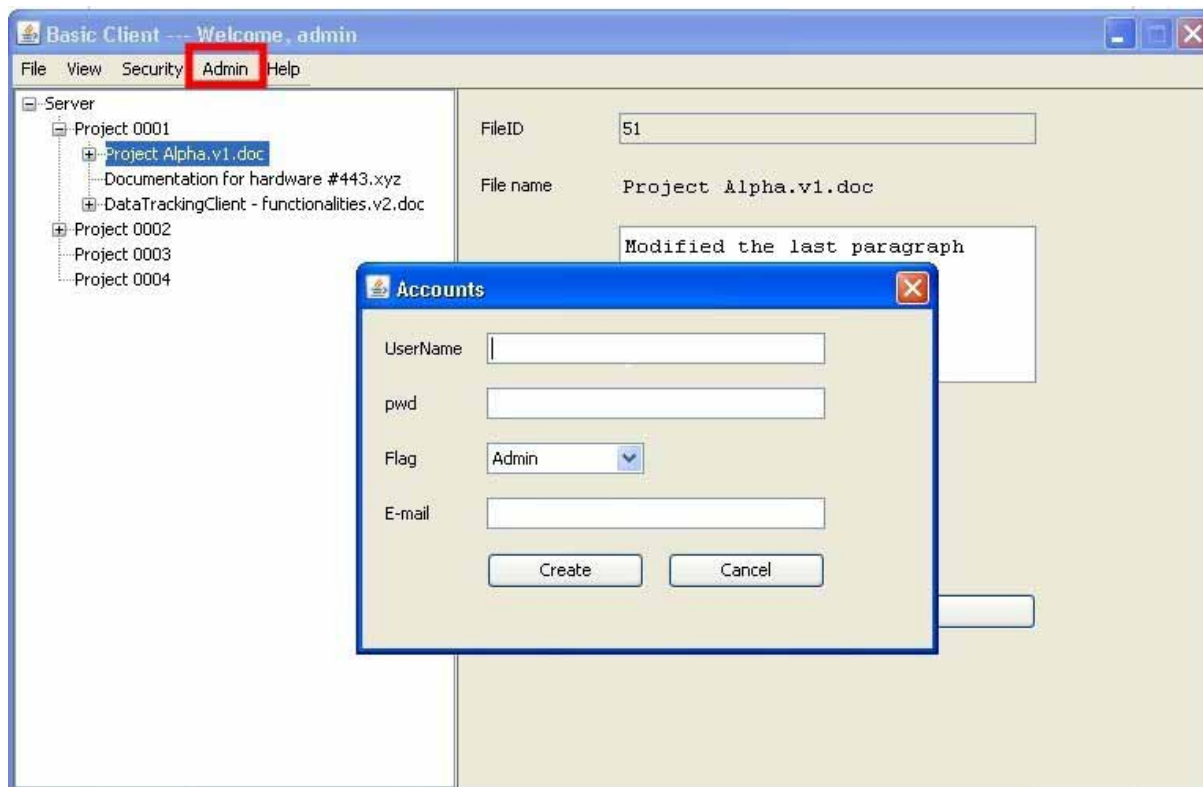 Basic Client --- Welcome, admin
File View Security Admin Help
Server
Project 0001
Project Alpha.v1.doc
Documentation for hardware #443.xyz
DataTrackingClient - functionalities.v2.doc
Project 0002
Project 0003
Project 0004
FileID 51
File name Project Alpha.v1.doc
Modified the last paragraph
Accounts
UserName
pwd
Flag Admin
E-mail
Create Cancel